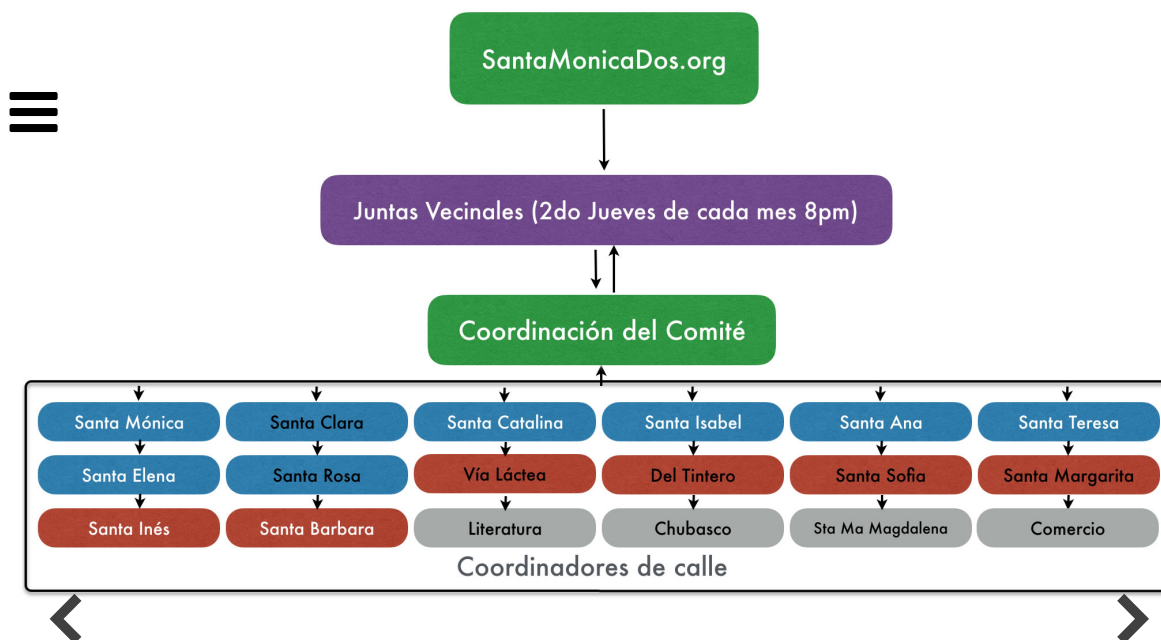 SantaMonicaDos.org
Juntas Vecinales (2do Jueves de cada mes 8pm)
Coordinación del Comité
Santa Mónica
Santa Clara
Santa Catalina
Santa Isabel
Santa Ana
Santa Teresa
Santa Elena
Santa Rosa
Vía Láctea
Del Tintero
Santa Sofia
Santa Margarita
Santa Inés
Santa Barbara
Literatura
Chubasco
Sta Ma Magdalena
Comercio
Coordinadores de calle